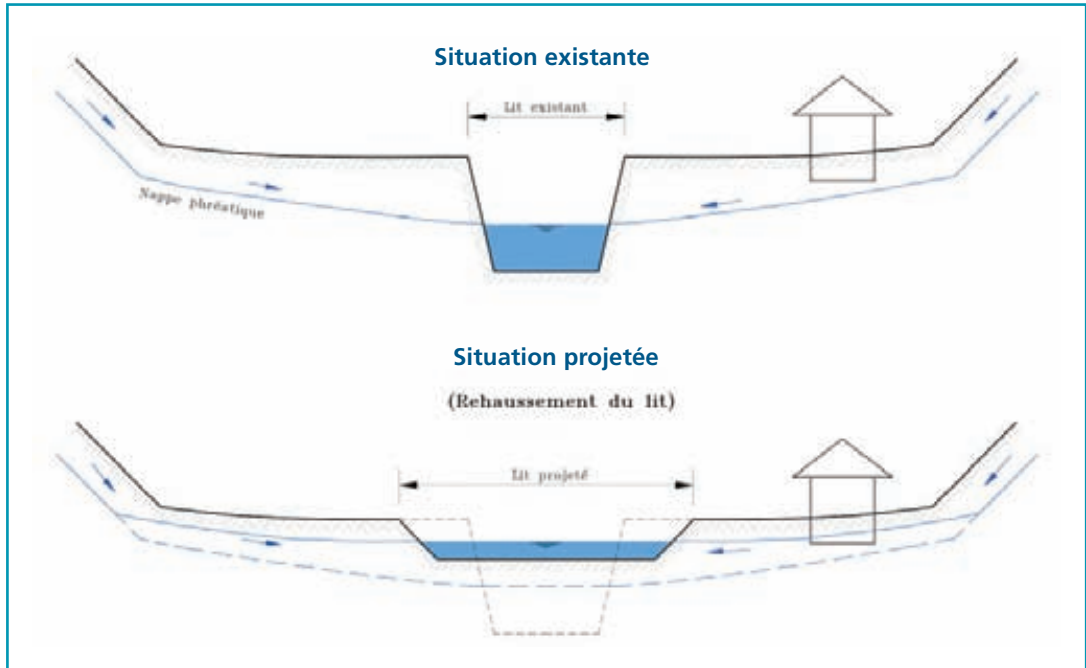 Situation existante
Lit existant
Nappe phréatique
Situation projetée
(Rehaussement du lit)
Lit projeté